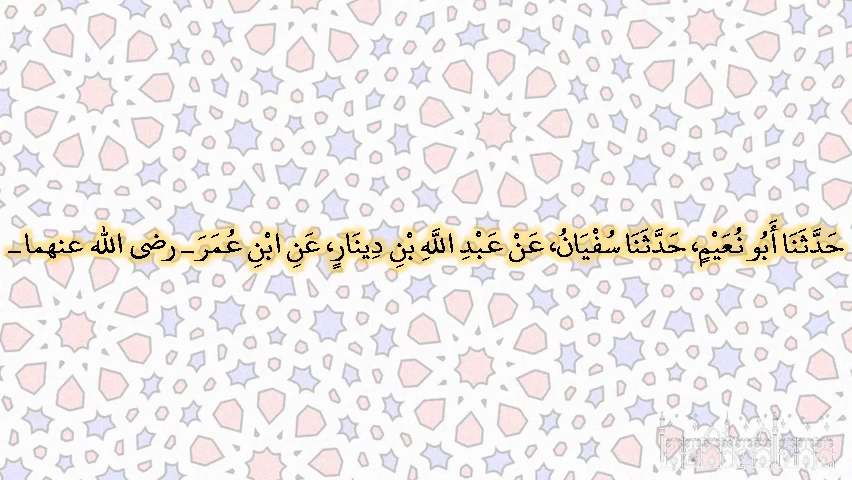 حَدَّثَنَا أَبُو نُعَيْمٍ، حَدَّثَنَا سُفْيَانُ، عَنْ عَبْدِ اللَّهِ بْنِ دِينَارٍ، عَنِ ابْنِ عُمَرَ ـ رضى الله عنهما ـ